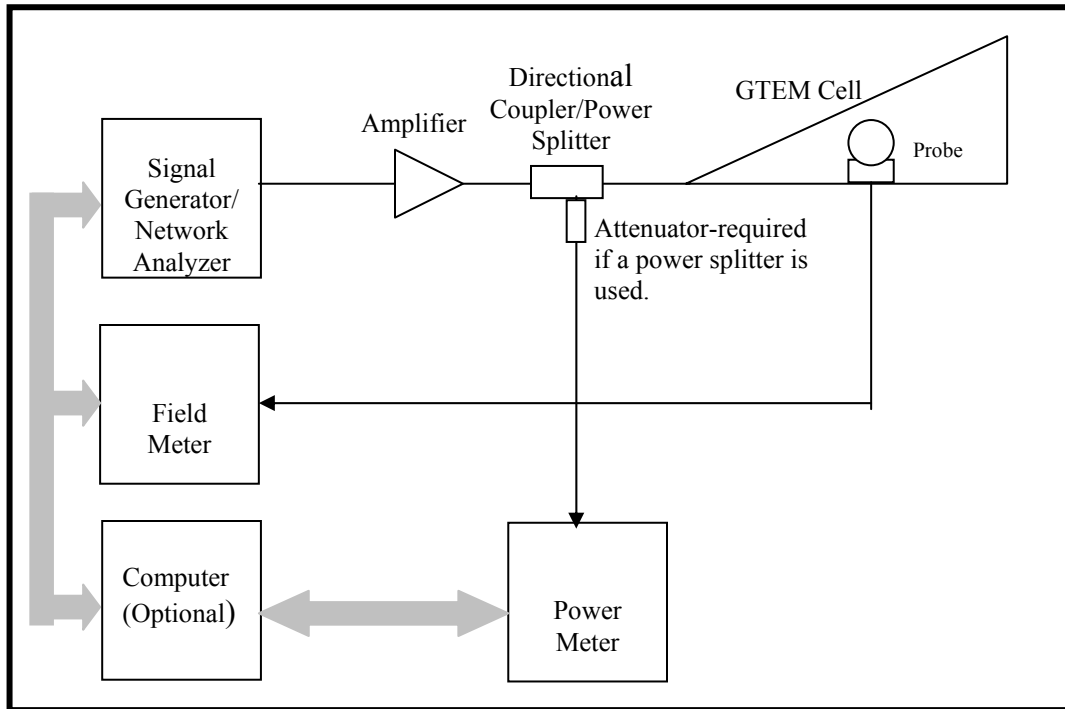 Directional
Coupler/Power
Splitter
GTEM Cell
Amplifier
Probe
Signal
Generator/
Network
Analyzer
Attenuator-required
if a power splitter is
used.
Field
Meter
Computer
(Optional)
Power
Meter